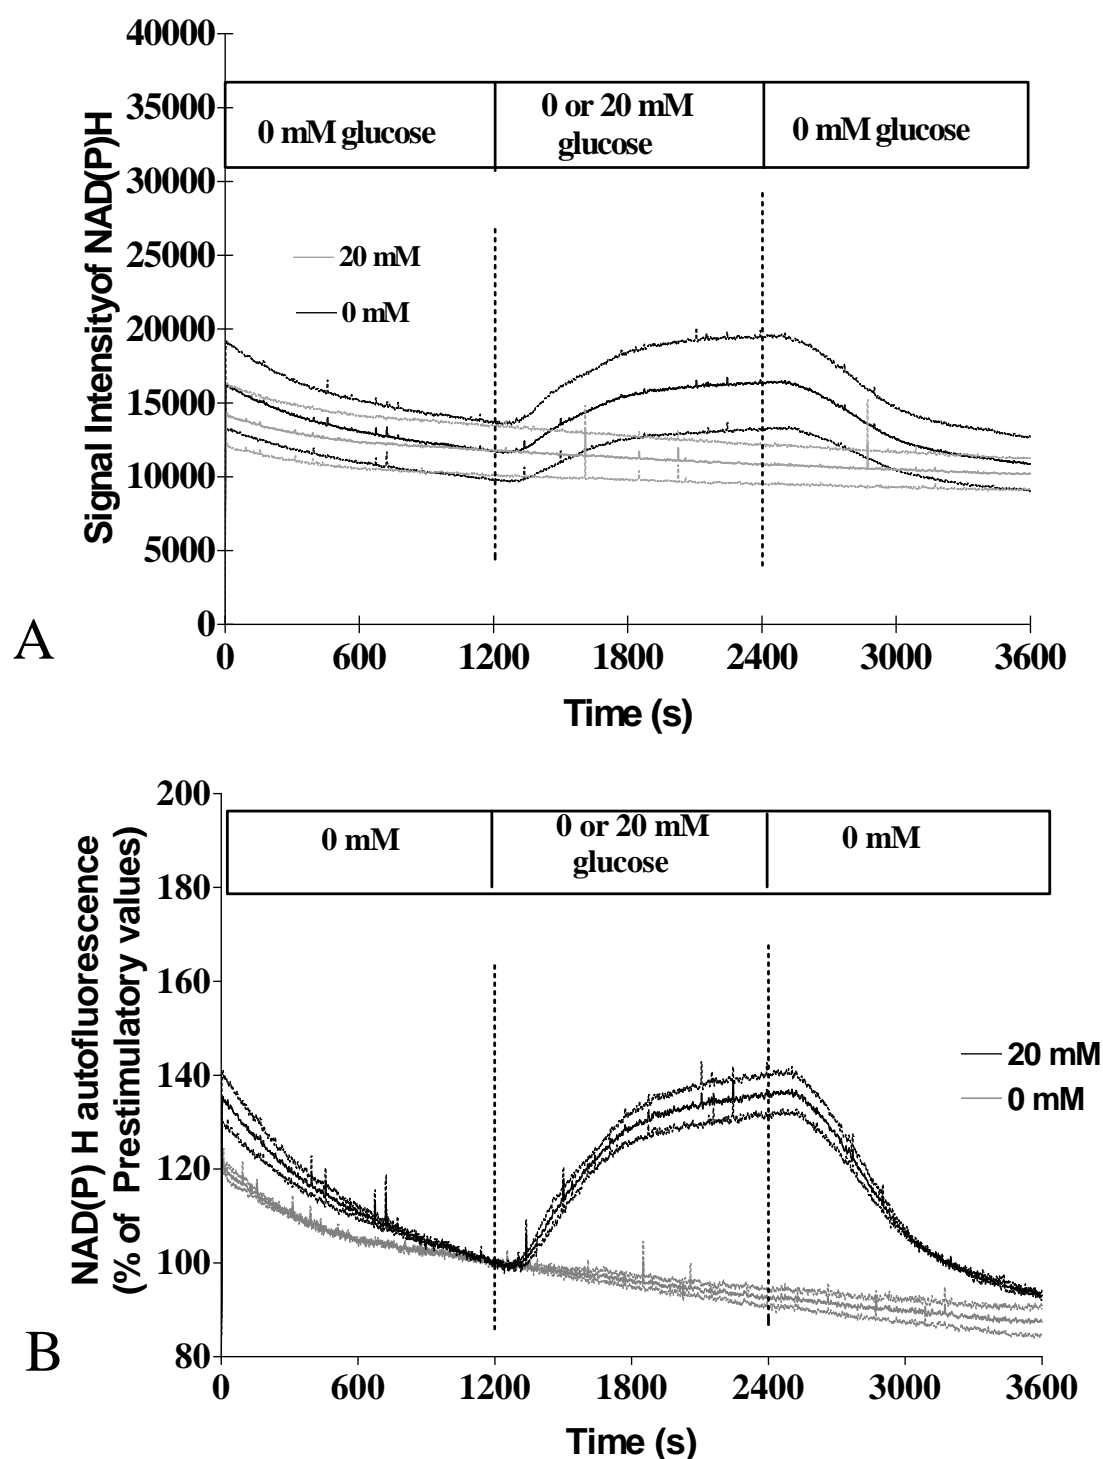 40000
35000
30000
25000
20000
15000
10000
5000
0
Signal Intensityof NAD(P)H
0 mM glucose
0 or 20 mM
glucose
0 mM glucose
20 mM
0 mM
A
0
600
1200
1800
2400
3000
3600
Time (s)
200
180
160
140
120
100
80
NAD(P) H autofluorescence
(% of Prestimulatory values)
0 mM
0 or 20 mM
glucose
0 mM
20 mM
0 mM
B
0
600
1200
1800
2400
3000
3600
Time (s)